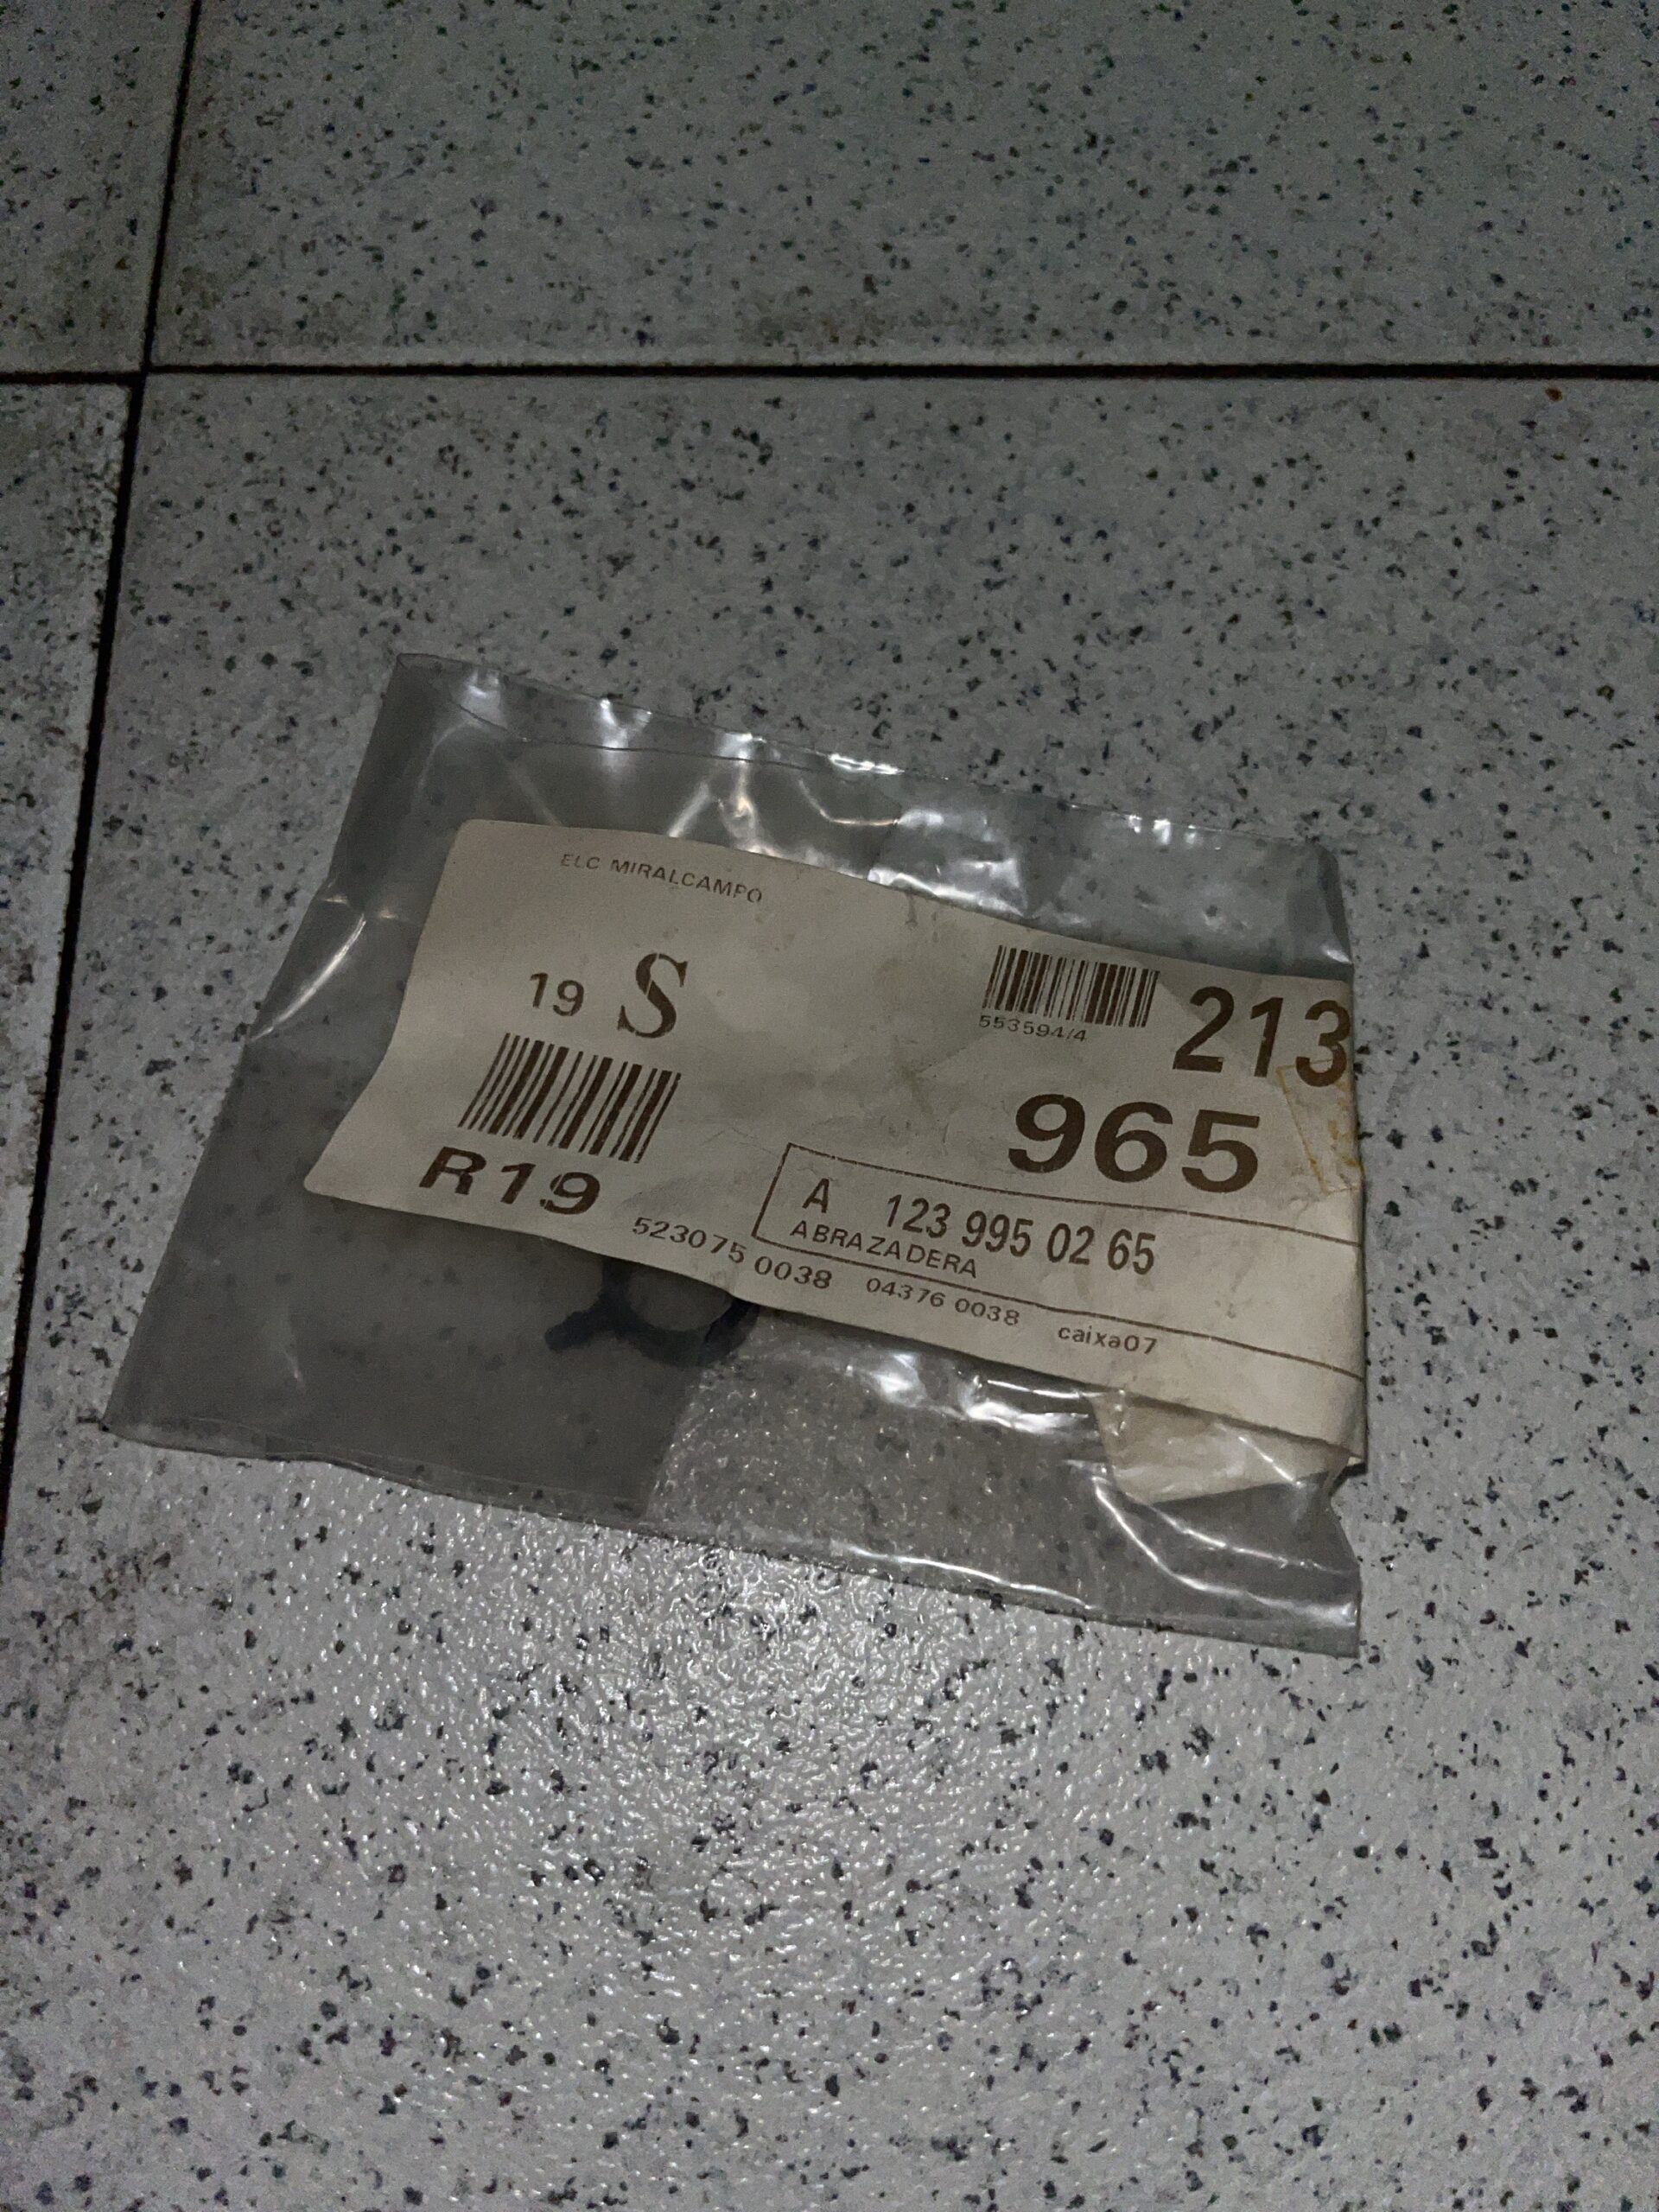 ELC MIRALCAMPO
19 S
553594/4
213
965
R19
A 123 995 02 65
ABRAZADERA
523075 0038 04376 0038 caixa07